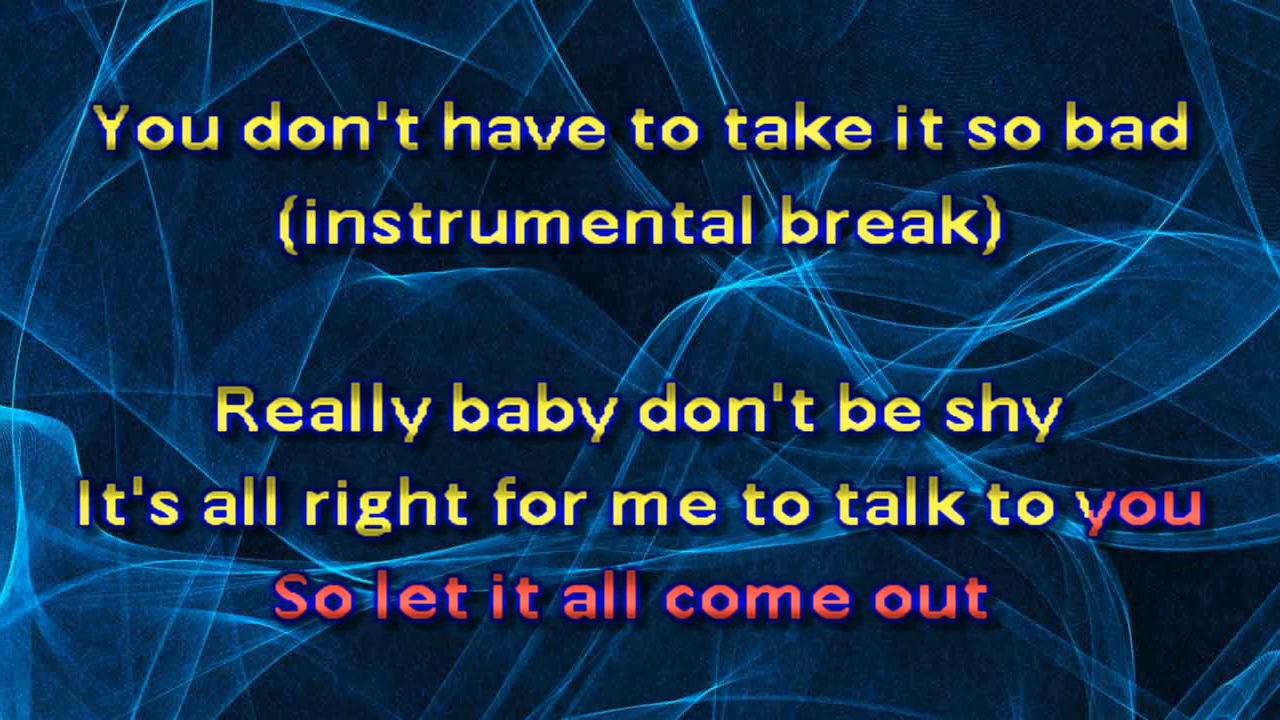 You don't have to take it so bad
(instrumental break)
Really baby don't be shy
It's all right for me to talk to you
So let it all come out